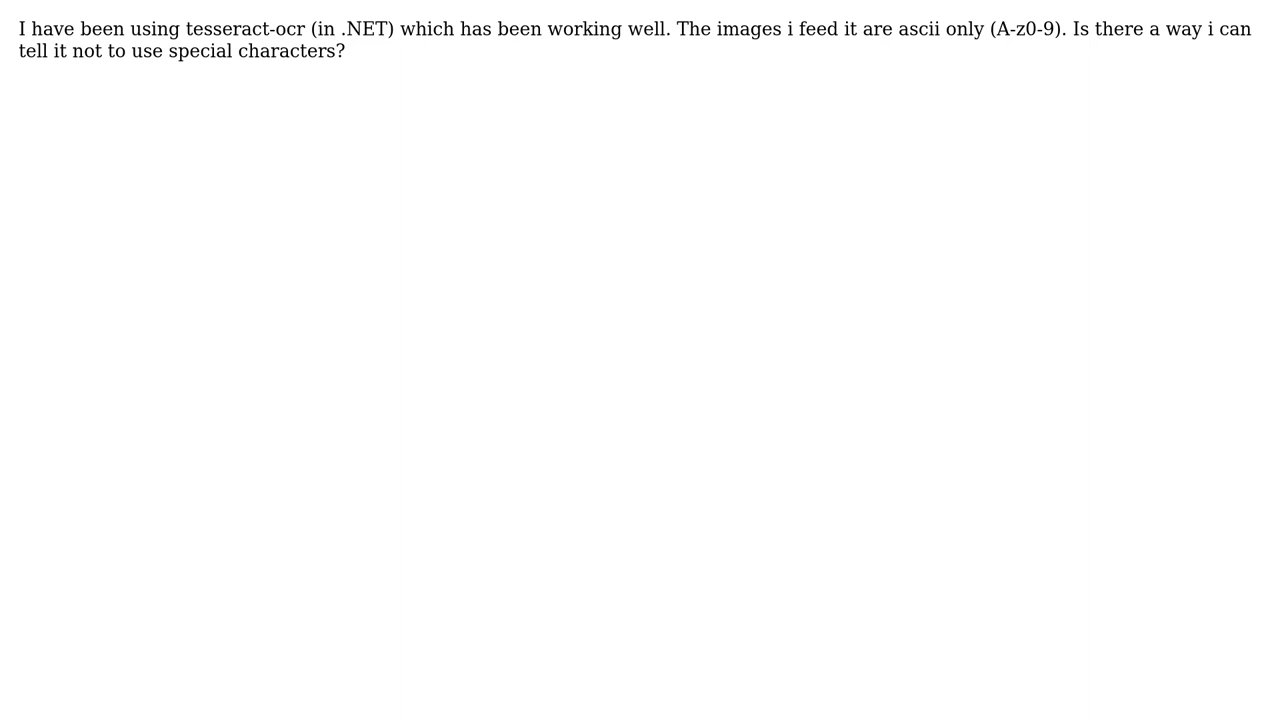 I have been using tesseract-ocr (in .NET) which has been working well. The images i feed it are ascii only (A-z0-9). Is there a way i can
tell it not to use special characters?